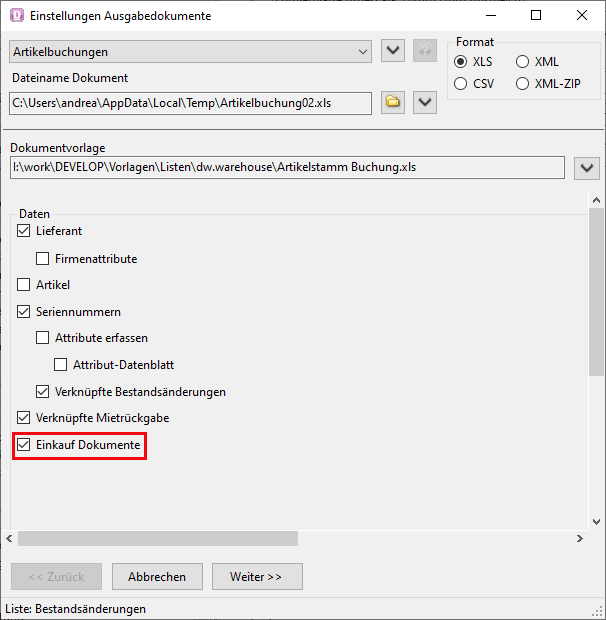 Einstellungen Ausgabedokumente
Artikelbuchungen
Format
XLS
XML
CSV
XML-ZIP
Dateiname Dokument
C:\Users\andrea\AppData\Local\Temp\Artikelbuchung02.xls
Dokumentvorlage
I:\work\DEVELOP\Vorlagen\Listen\dw.warehouse\Artikelstamm Buchung.xls
Daten
Lieferant
Firmenattribute
Artikel
Seriennummern
Attribute erfassen
Attribut-Datenblatt
Verknüpfte Bestandsänderungen
Verknüpfte Mietrückgabe
Einkauf Dokumente
<< Zurück
Abbrechen
Weiter >>
Liste: Bestandsänderungen